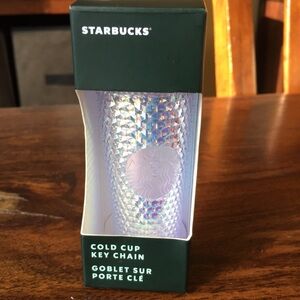 STARBUCKS®
COLD CUP
KEY CHAIN
GOBLET SUR
PORTE CLÉ